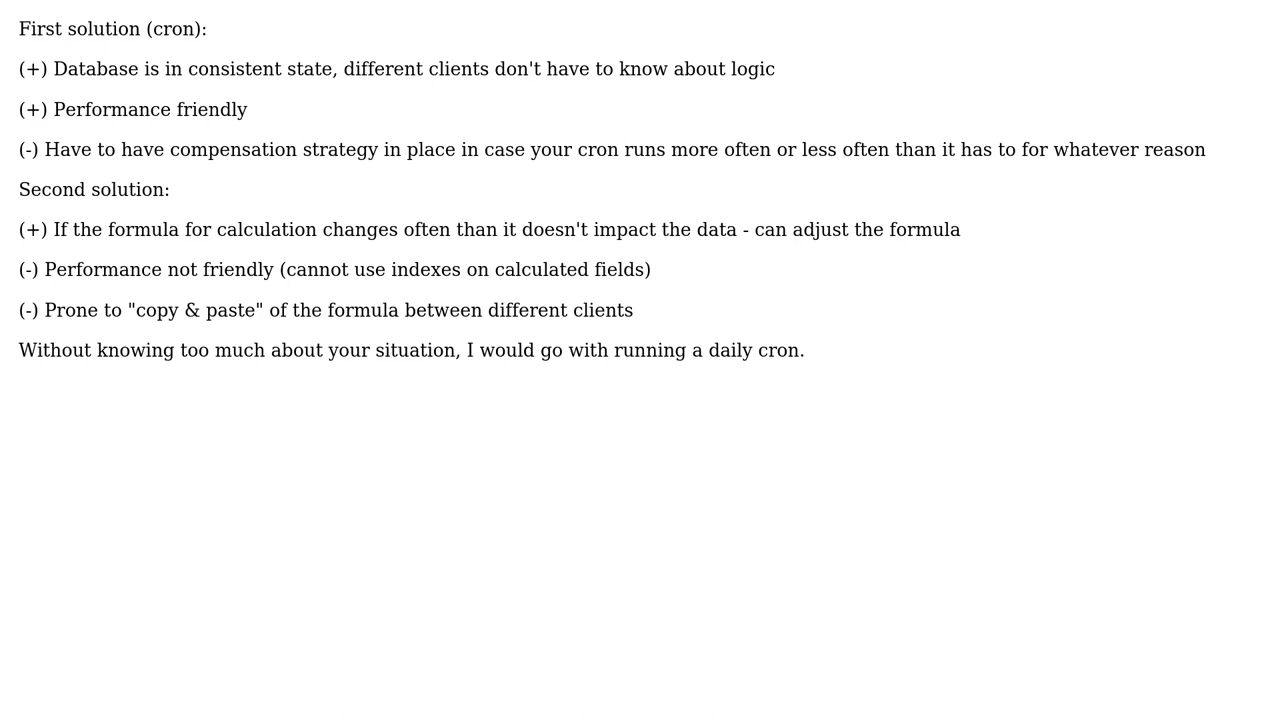 First solution (cron):
(+) Database is in consistent state, different clients don't have to know about logic
(+) Performance friendly
(-) Have to have compensation strategy in place in case your cron runs more often or less often than it has to for whatever reason
Second solution:
(+) If the formula for calculation changes often than it doesn't impact the data - can adjust the formula
(-) Performance not friendly (cannot use indexes on calculated fields)
(-) Prone to "copy & paste" of the formula between different clients
Without knowing too much about your situation, I would go with running a daily cron.